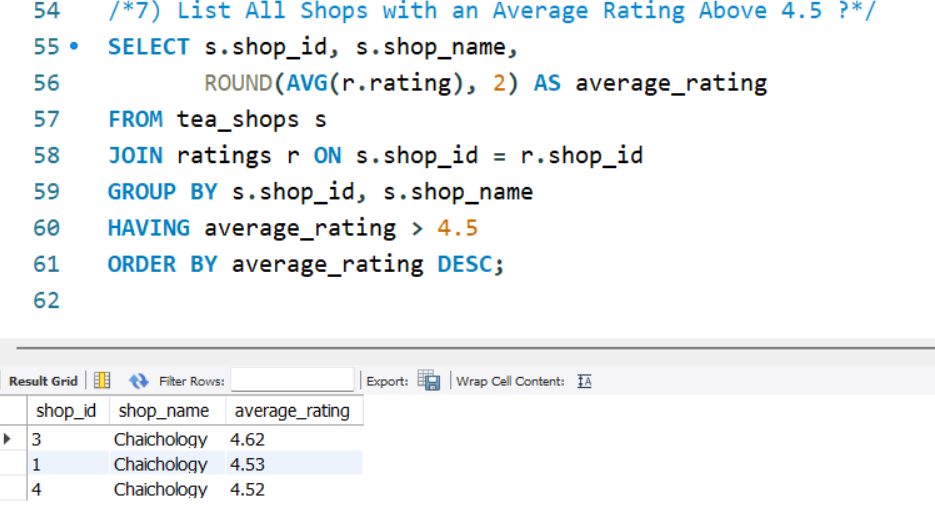 54 /*7) List All Shops with an Average Rating Above 4.5 ?*/
55 SELECT s.shop_id, s.shop_name,
56 ROUND(AVG(r.rating), 2) AS average_rating
57 FROM tea_shops s
58 JOIN ratings r ON s.shop_id = r.shop_id
59 GROUP BY s.shop_id, s.shop_name
60 HAVING average_rating > 4.5
61 ORDER BY average_rating DESC;
62
Result Grid Filter Rows: Export: Wrap Cell Content: IA
shop_id shop_name average_rating
3 Chaichology 4.62
1 Chaichology 4.53
4 Chaichology 4.52